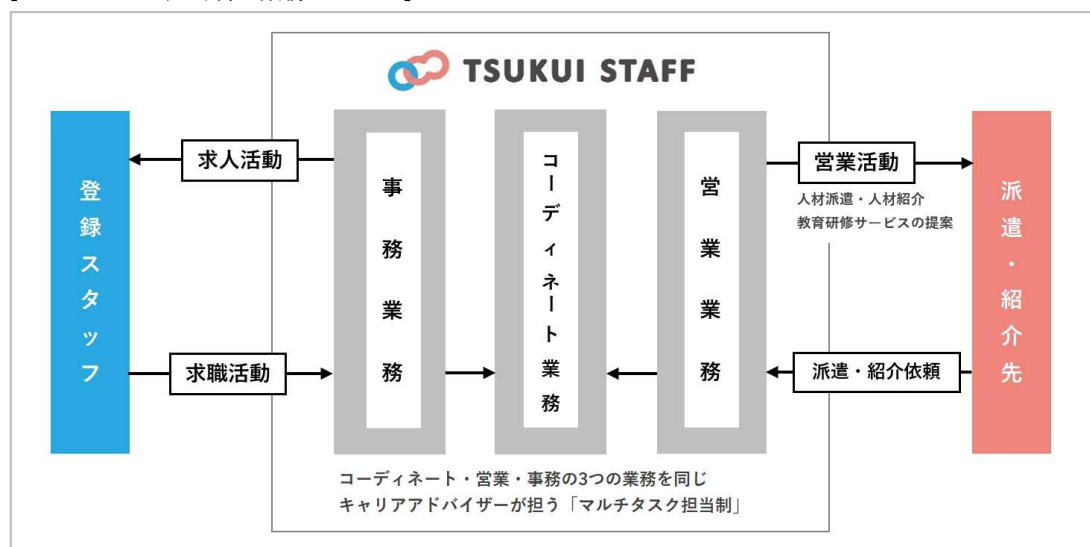 TSUKUI STAFF
登録スタッフ
求人活動
求職活動
事務業務
コーディネート業務
営業業務
営業活動
人材派遣・人材紹介
教育研修サービスの提案
派遣・紹介依頼
派遣・紹介先
コーディネート・営業・事務の3つの業務を同じ
キャリアアドバイザーが担う「マルチタスク担当制」